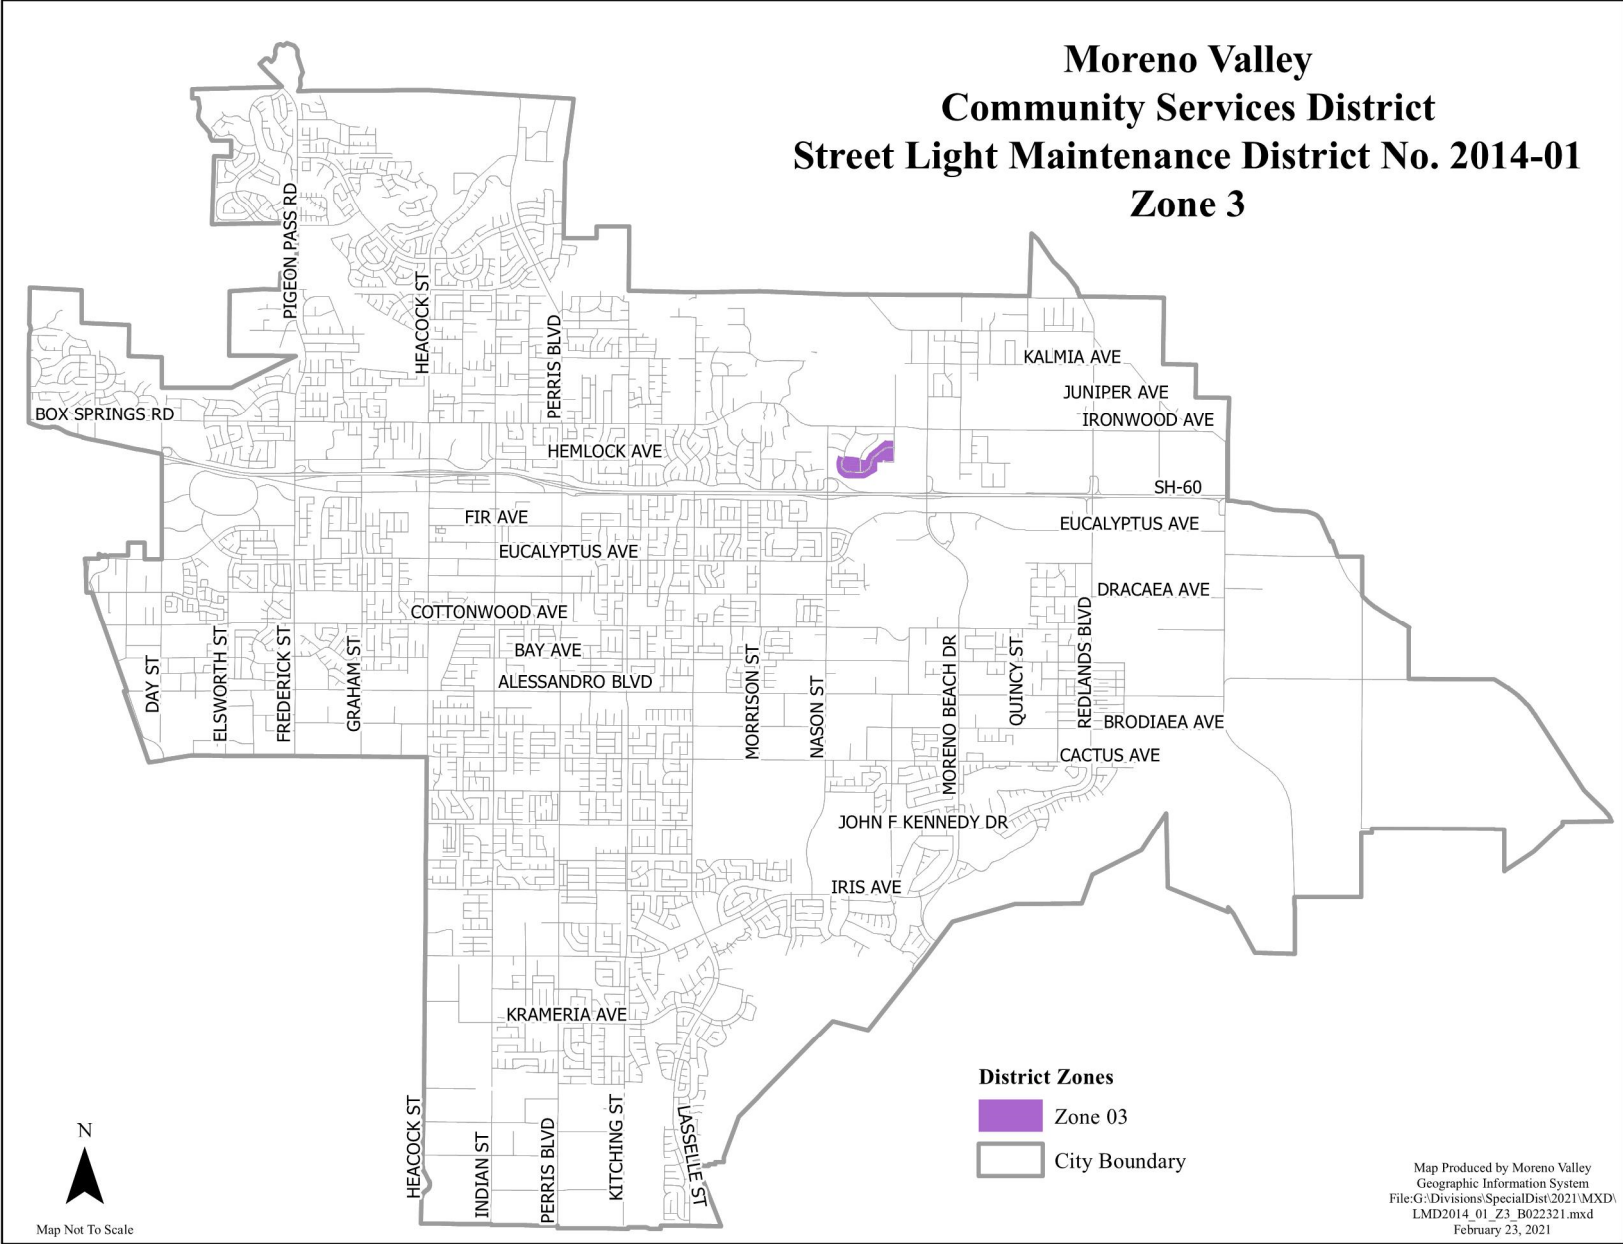 Moreno Valley
Community Services District
Street Light Maintenance District No. 2014-01
Zone 3
PIGEON PASS RD
HEACOCK ST
PERRIS BLVD
KALMIA AVE
JUNIPER AVE
BOX SPRINGS RD
IRONWOOD AVE
HEMLOCK AVE
SH-60
FIR AVE
EUCALYPTUS AVE
EUCALYPTUS AVE
DRACAEA AVE
COTTONWOOD AVE
BAY AVE
ALESSANDRO BLVD
DAY ST
ELSWORTH ST
FREDERICK ST
GRAHAM ST
MORRISON ST
NASON ST
MORENO BEACH DR
QUINCY ST
REDLANDS BLVD
BRODIAEA AVE
CACTUS AVE
JOHN F KENNEDY DR
IRIS AVE
KRAMERIA AVE
HEACOCK ST
INDIAN ST
PERRIS BLVD
KITCHING ST
LASSELLE ST
District Zones
Zone 03
City Boundary
N
Map Not To Scale
Map Produced by Moreno Valley
Geographic Information System
File:G:\Divisions\SpecialDist\2021\MXD\
LMD2014_01_Z3_B022321.mxd
February 23, 2021